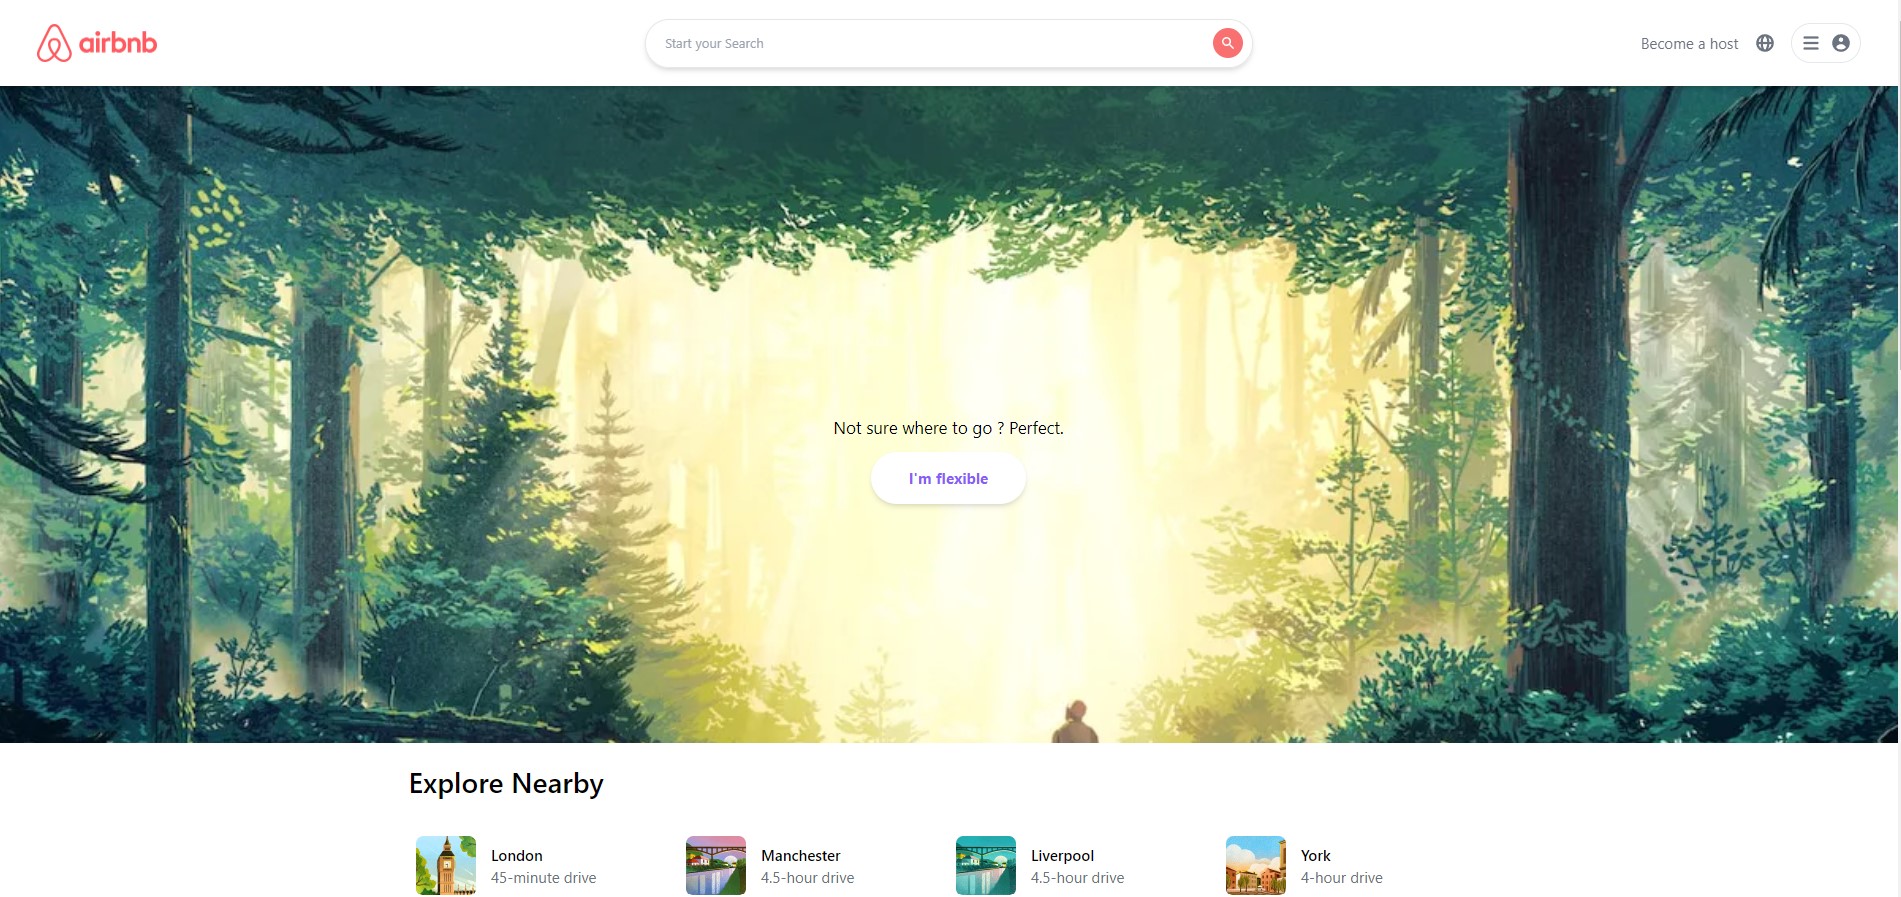 airbnb
Start your Search
Become a host
Not sure where to go ? Perfect.
I'm flexible
Explore Nearby
London
45-minute drive
Manchester
4.5-hour drive
Liverpool
4.5-hour drive
York
4-hour drive